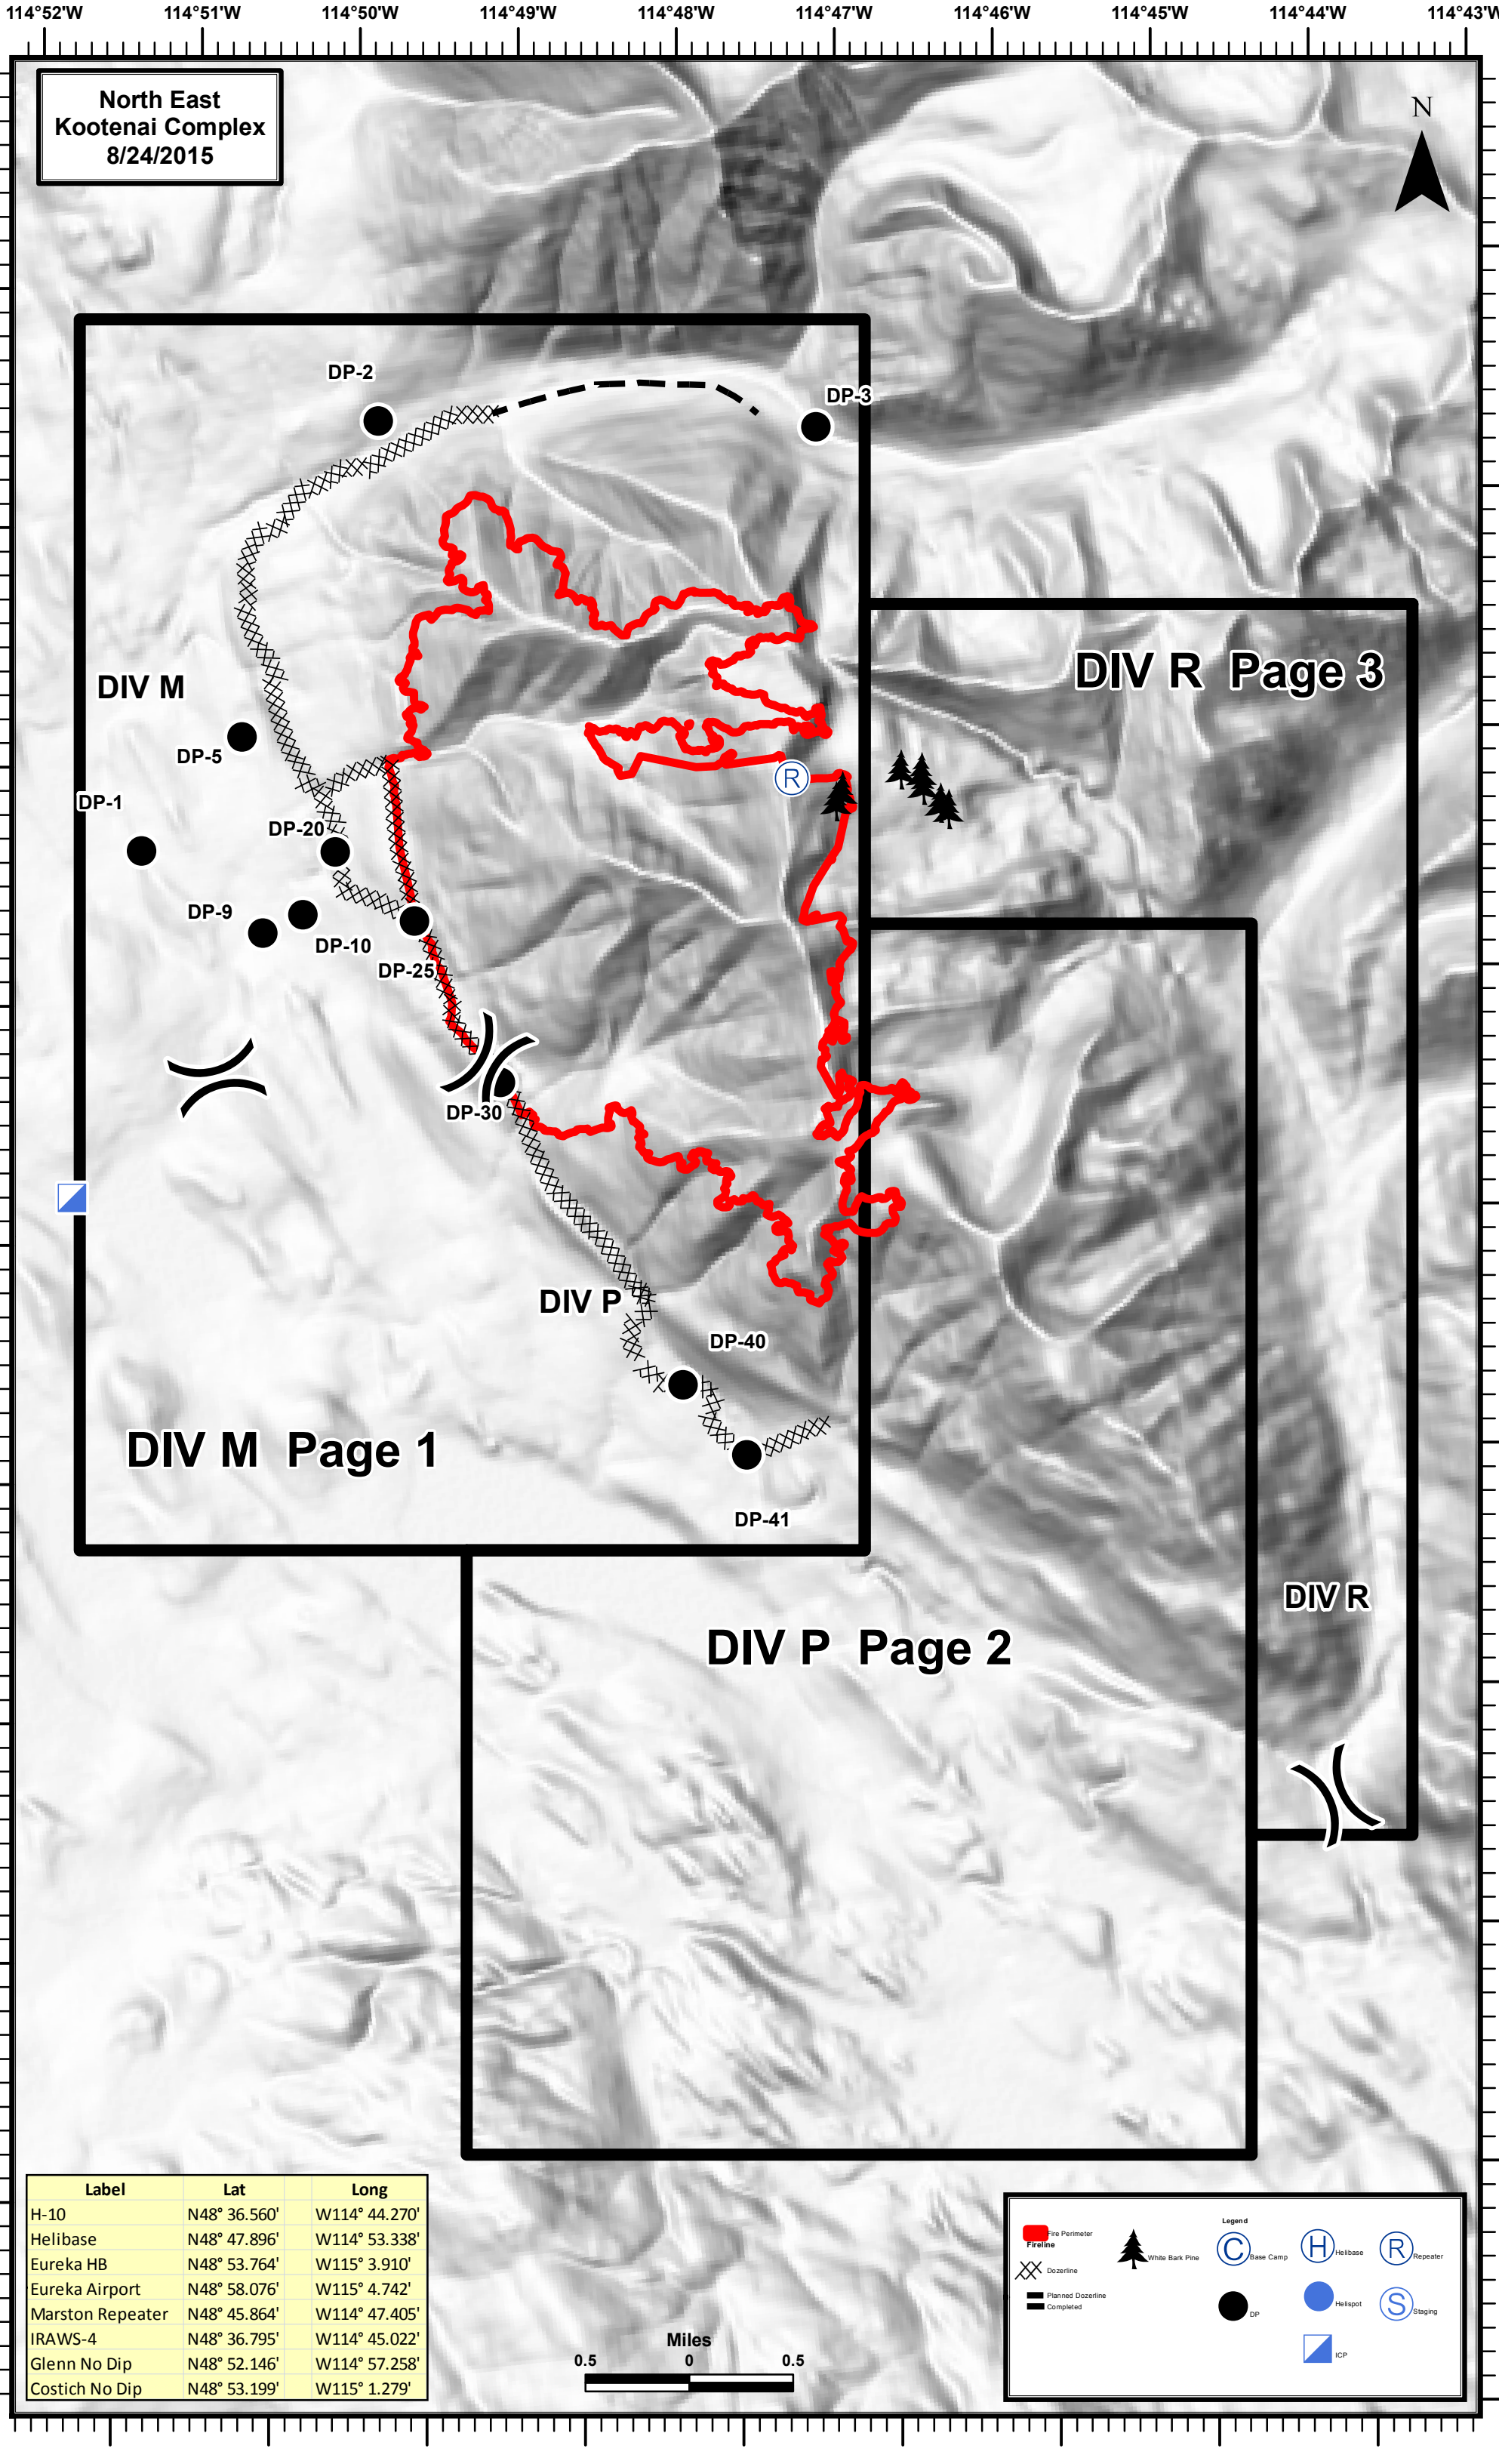 114°52'W 114°51'W 114°50'W 114°49'W 114°48'W 114°47'W 114°46'W 114°45'W 114°44'W 114°43'W
North East
Kootenai Complex
8/24/2015
N
DP-2
DP-3
DIV M
DIV R Page 3
DP-5
DP-1
DP-20
R
DP-9
DP-10
DP-25
DP-30
DIV P
DP-40
DIV M Page 1
DP-41
DIV R
DIV P Page 2
Label Lat Long
H-10 N48° 36.560' W114° 44.270'
Helibase N48° 47.896' W114° 53.338'
Eureka HB N48° 53.764' W115° 3.910'
Eureka Airport N48° 58.076' W115° 4.742'
Marston Repeater N48° 45.864' W114° 47.405'
IRAWS-4 N48° 36.795' W114° 45.022'
Glenn No Dip N48° 52.146' W114° 57.258'
Costich No Dip N48° 53.199' W115° 1.279'
Miles
0.5 0 0.5
Legend
Fire Perimeter
Fireline
Dozerline
Planned Dozerline
Completed
White Bark Pine
C Base Camp
H Helibase
R Repeater
DP
Helispot
S Staging
ICP